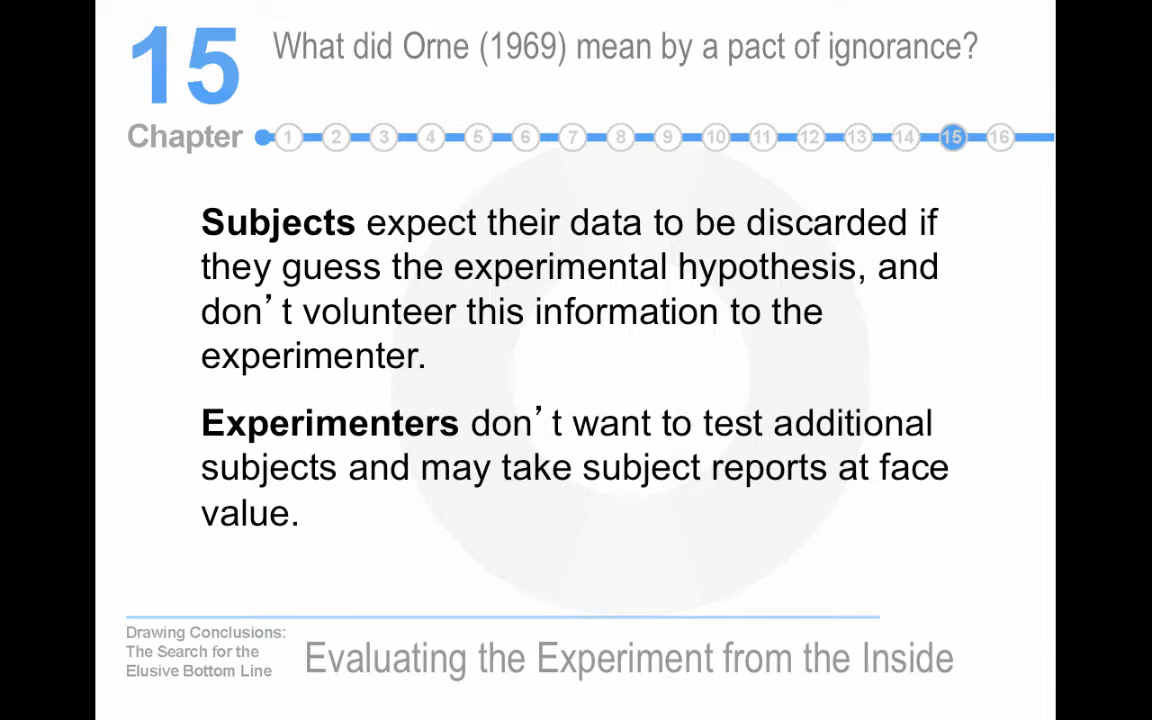 15
What did Orne (1969) mean by a pact of ignorance?
Chapter 1 2 3 4 5 6 7 8 9 10 11 12 13 14 15 16
Subjects expect their data to be discarded if
they guess the experimental hypothesis, and
don’t volunteer this information to the
experimenter.
Experimenters don’t want to test additional
subjects and may take subject reports at face
value.
Drawing Conclusions:
The Search for the
Elusive Bottom Line
Evaluating the Experiment from the Inside